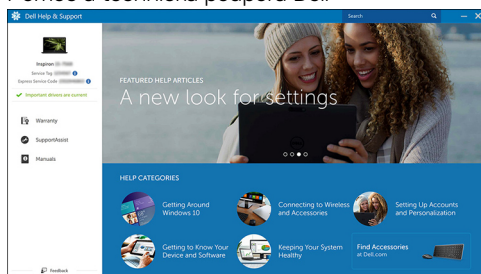 Pomoc a technická podpora Dell
Dell Help & Support
Search
Inspiron
Service Tag
Express Service Code
Important drivers are current
Warranty
SupportAssist
Manuals
Feedback
FEATURED HELP ARTICLES
A new look for settings
HELP CATEGORIES
Getting Around
Windows 10
Connecting to Wireless
and Accessories
Setting Up Accounts
and Personalization
Getting to Know Your
Device and Software
Keeping Your System
Healthy
Find Accessories
at Dell.com